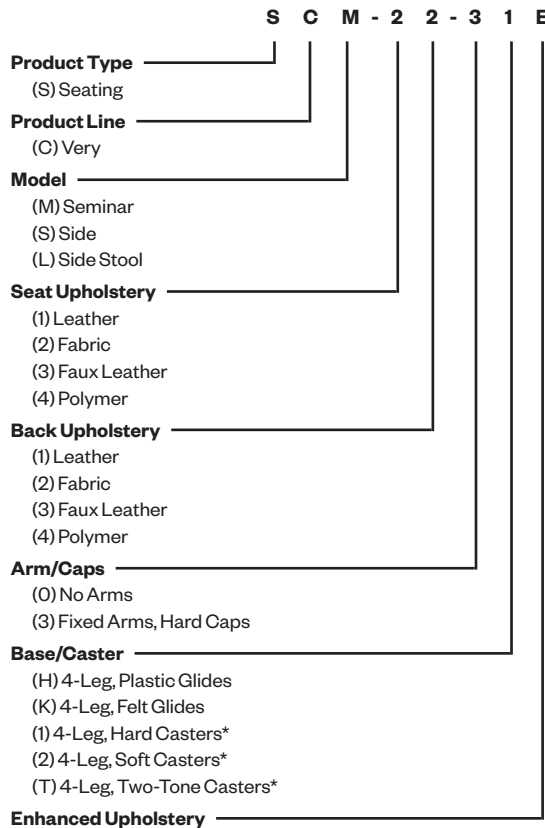 S C M - 2 2 - 3 1 E
Product Type
(S) Seating
Product Line
(C) Very
Model
(M) Seminar
(S) Side
(L) Side Stool
Seat Upholstery
(1) Leather
(2) Fabric
(3) Faux Leather
(4) Polymer
Back Upholstery
(1) Leather
(2) Fabric
(3) Faux Leather
(4) Polymer
Arm/Caps
(0) No Arms
(3) Fixed Arms, Hard Caps
Base/Caster
(H) 4-Leg, Plastic Glides
(K) 4-Leg, Felt Glides
(1) 4-Leg, Hard Casters*
(2) 4-Leg, Soft Casters*
(T) 4-Leg, Two-Tone Casters*
Enhanced Upholstery